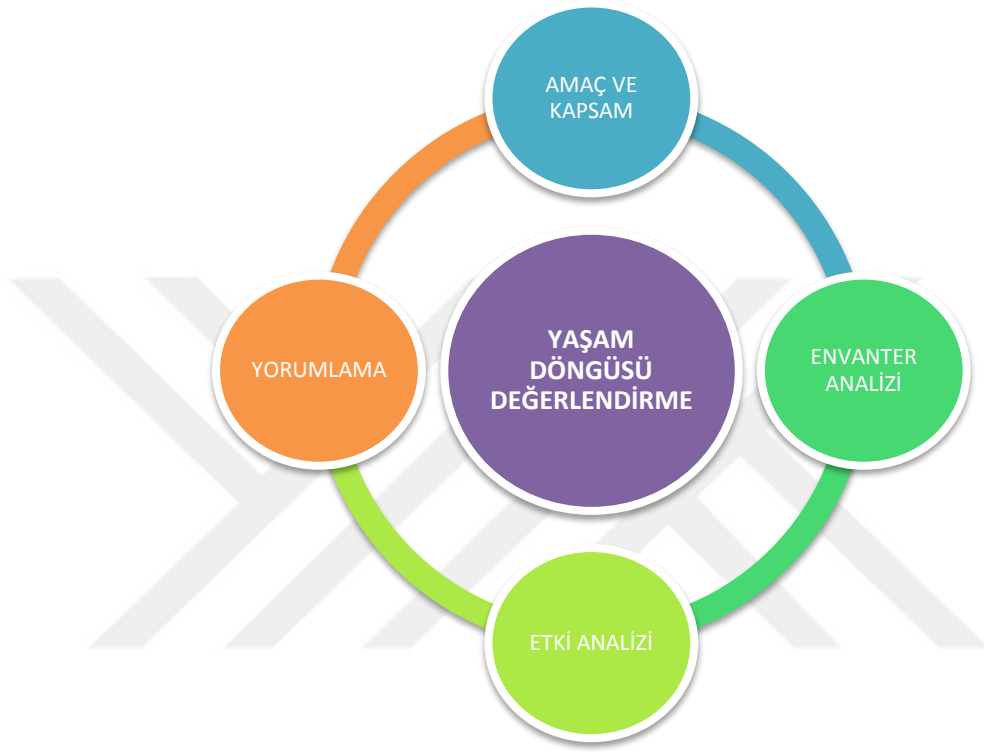 AMAÇ VE
KAPSAM
YORUMLAMA
YAŞAM
DÖNGÜSÜ
DEĞERLENDİRME
ENVANTER
ANALİZİ
ETKİ ANALİZİ